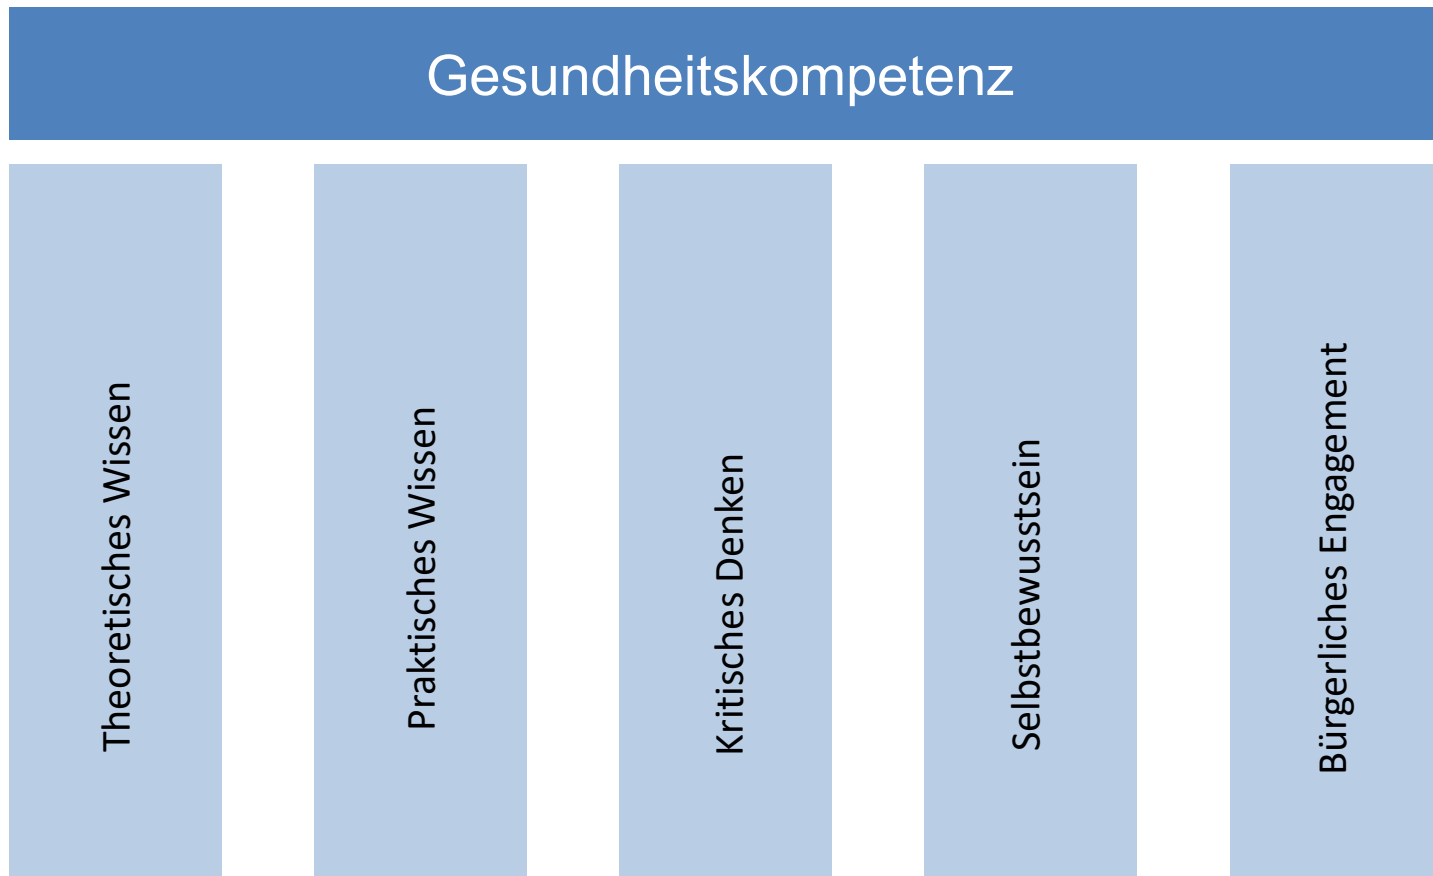 Gesundheitskompetenz
Theoretisches Wissen
Praktisches Wissen
Kritisches Denken
Selbstbewusstsein
Bürgerliches Engagement